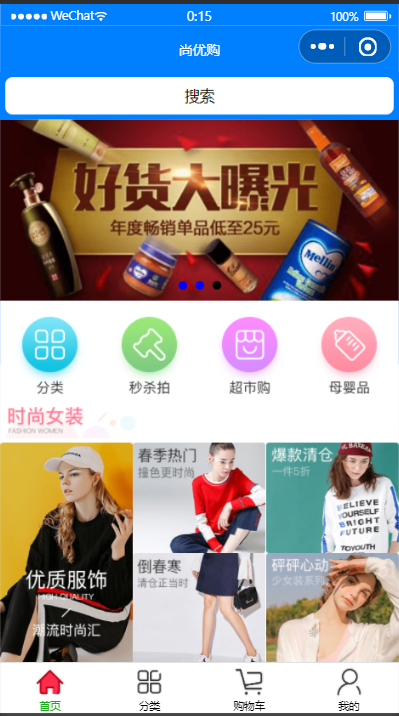 WeChat
0:15
100%
尚优购
搜索
好货大曝光
年度畅销单品低至25元
Mellin
分类
秒杀拍
超市购
母婴品
时尚女装
FASHION WOMEN
优质服饰
HIGH QUALITY
潮流时尚汇
春季热门
撞色更时尚
爆款清仓
一件5折
BELIEVE
YOURSELF
BRIGHT
FUTURE
TOYOUTH
倒春寒
清仓正当时
砰砰心动
少女装系列
首页
分类
购物车
我的